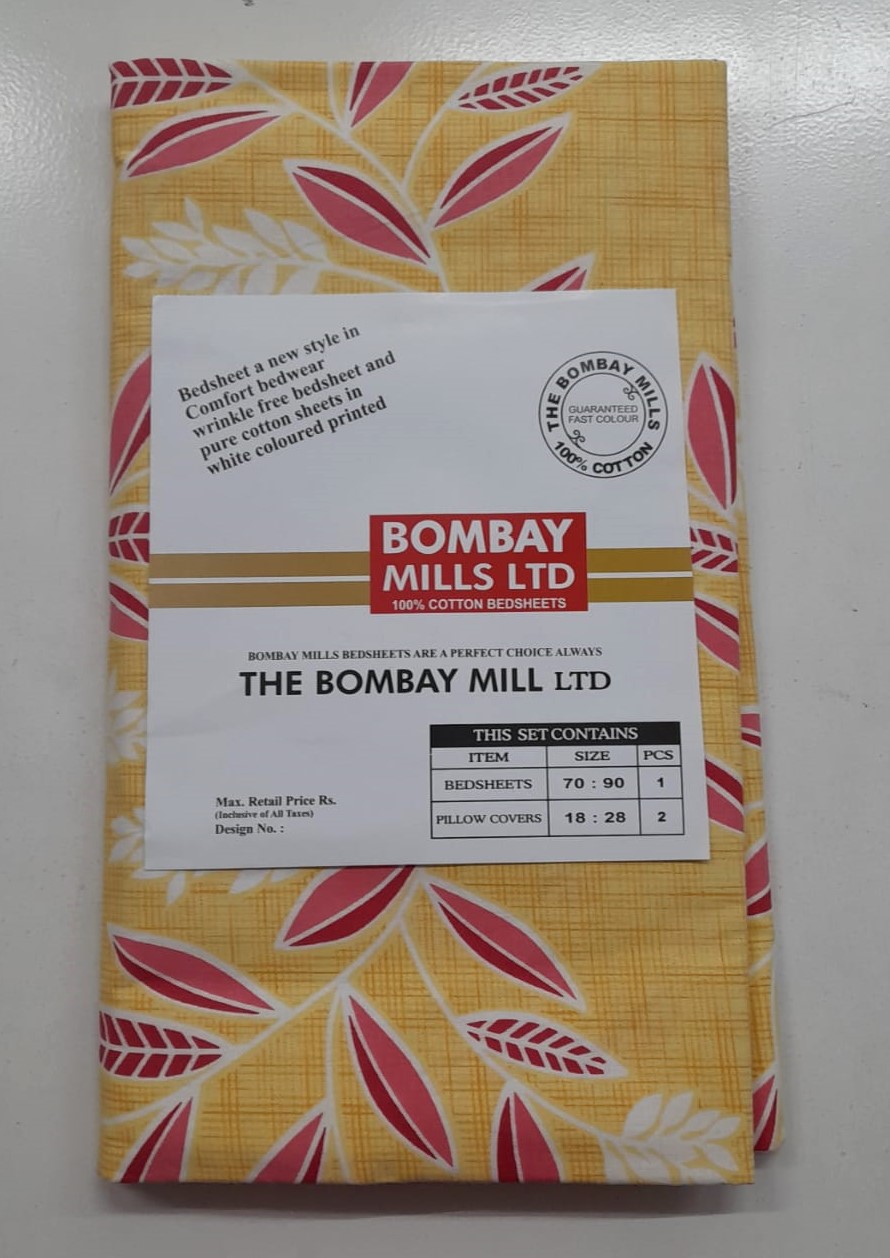 Bedsheet a new style in
Comfort bedwear
wrinkle free bedsheet and
pure cotton sheets in
white coloured printed
THE BOMBAY MILLS
GUARANTEED
FAST COLOUR
100% COTTON
BOMBAY
MILLS LTD
100% COTTON BEDSHEETS
BOMBAY MILLS BEDSHEETS ARE A PERFECT CHOICE ALWAYS
THE BOMBAY MILL LTD
THIS SET CONTAINS
ITEM SIZE PCS
BEDSHEETS 70 : 90 1
PILLOW COVERS 18 : 28 2
Max. Retail Price Rs.
(Inclusive of All Taxes)
Design No. :